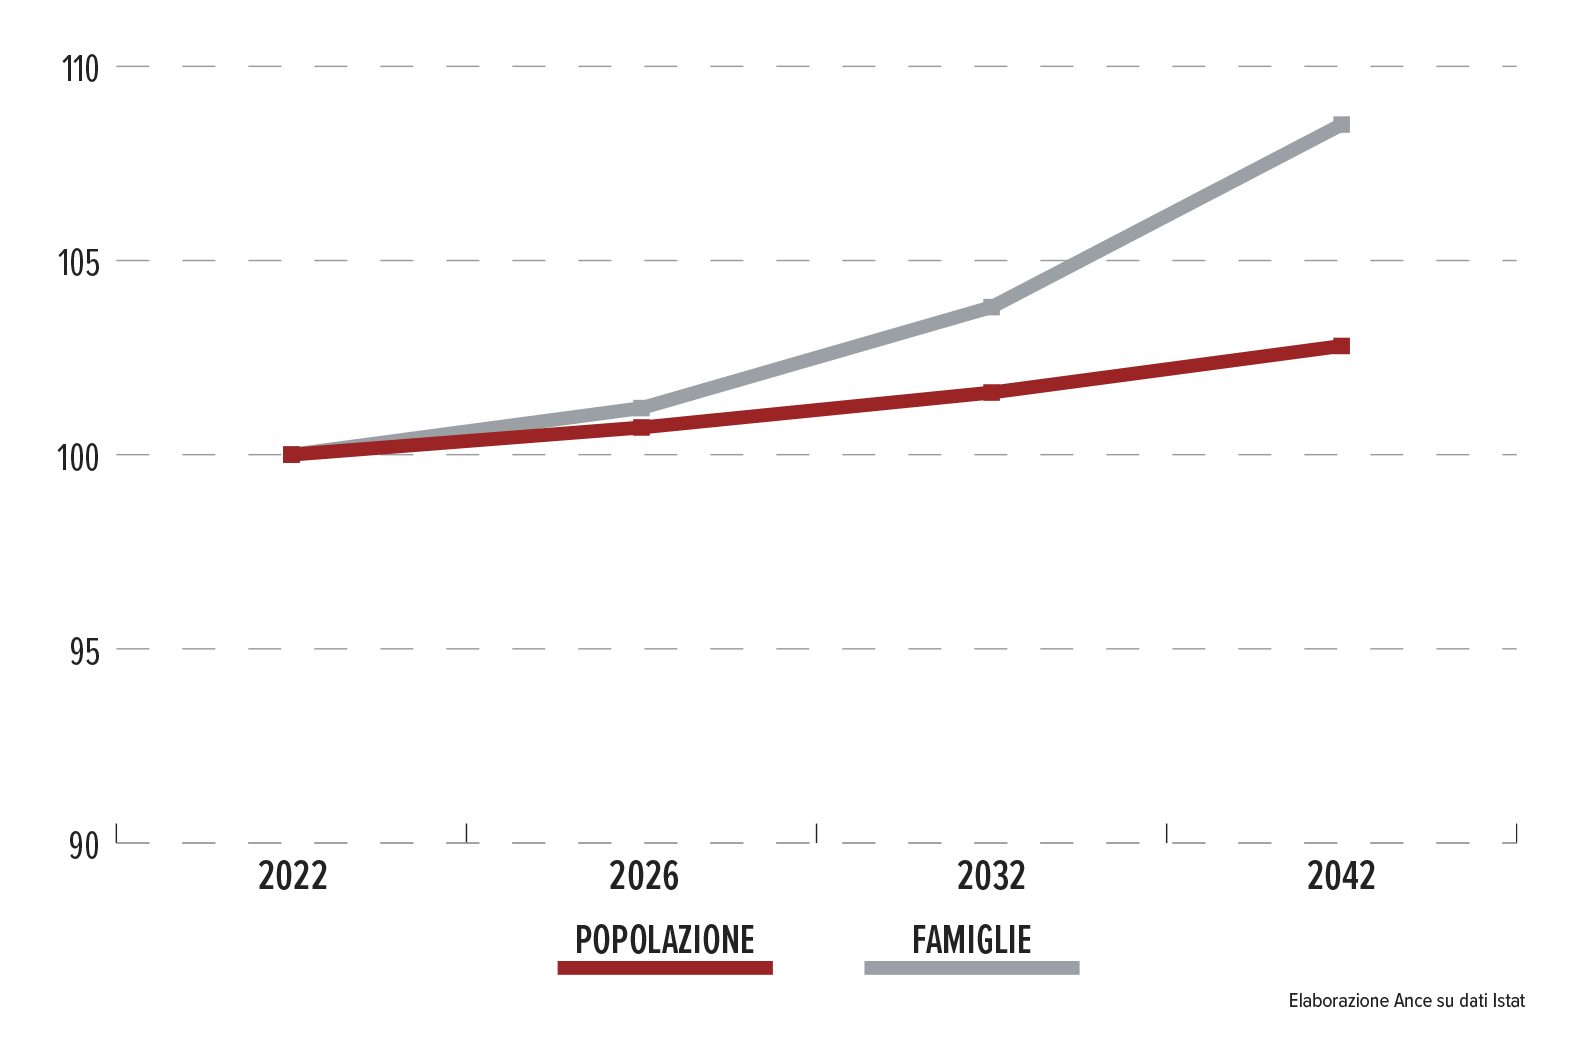 110
105
100
95
90
2022 2026 2032 2042
POPOLAZIONE FAMIGLIE
Elaborazione Ance su dati Istat